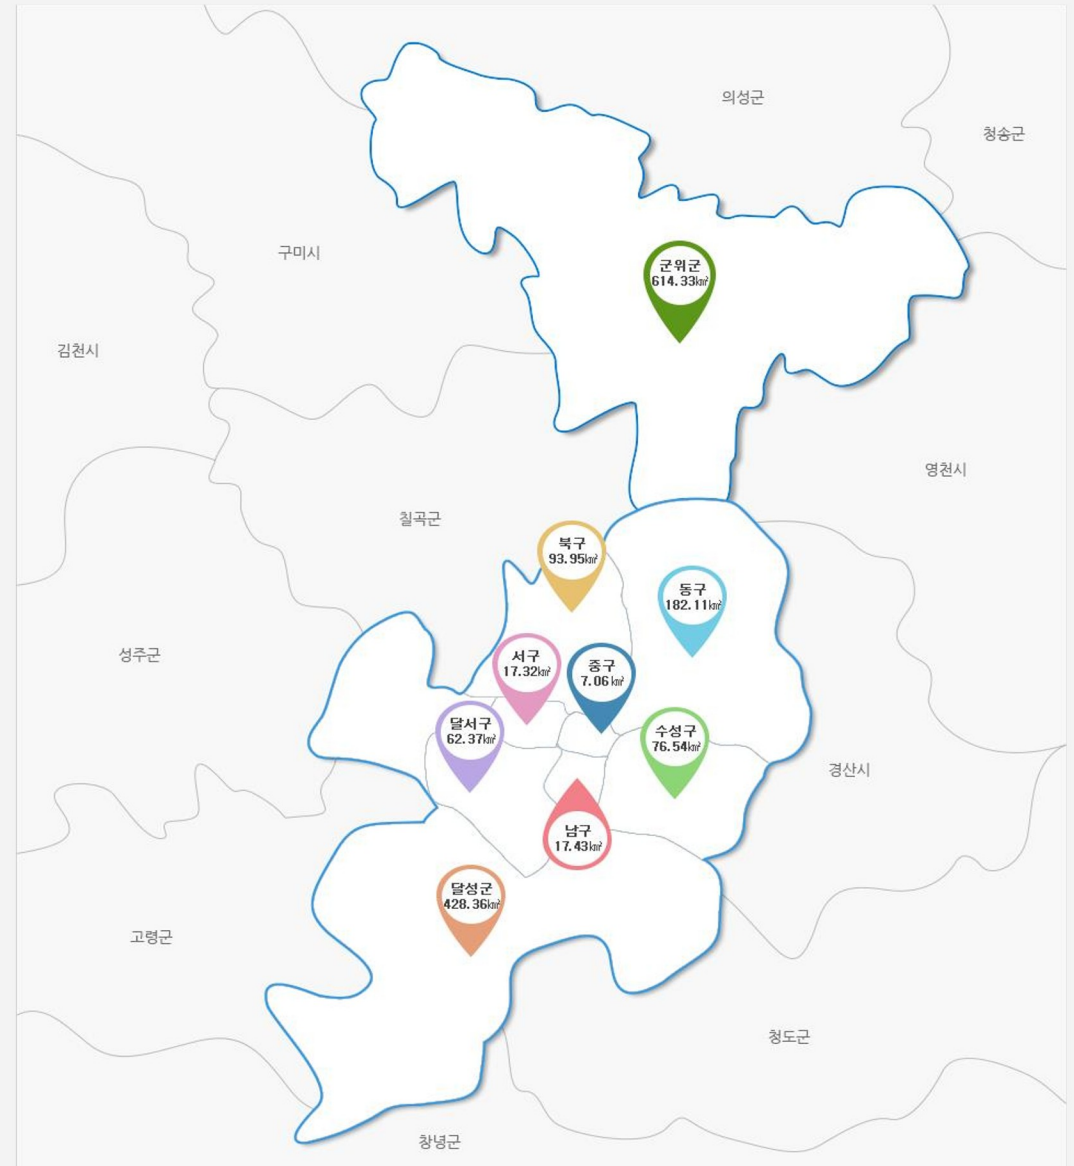 의성군
청송군
구미시
군위군
614.33㎢
김천시
영천시
칠곡군
북구
93.95㎢
동구
182.11㎢
성주군
서구
17.32㎢
중구
7.06㎢
달서구
62.37㎢
수성구
76.54㎢
경산시
남구
17.43㎢
달성군
428.36㎢
고령군
청도군
창녕군